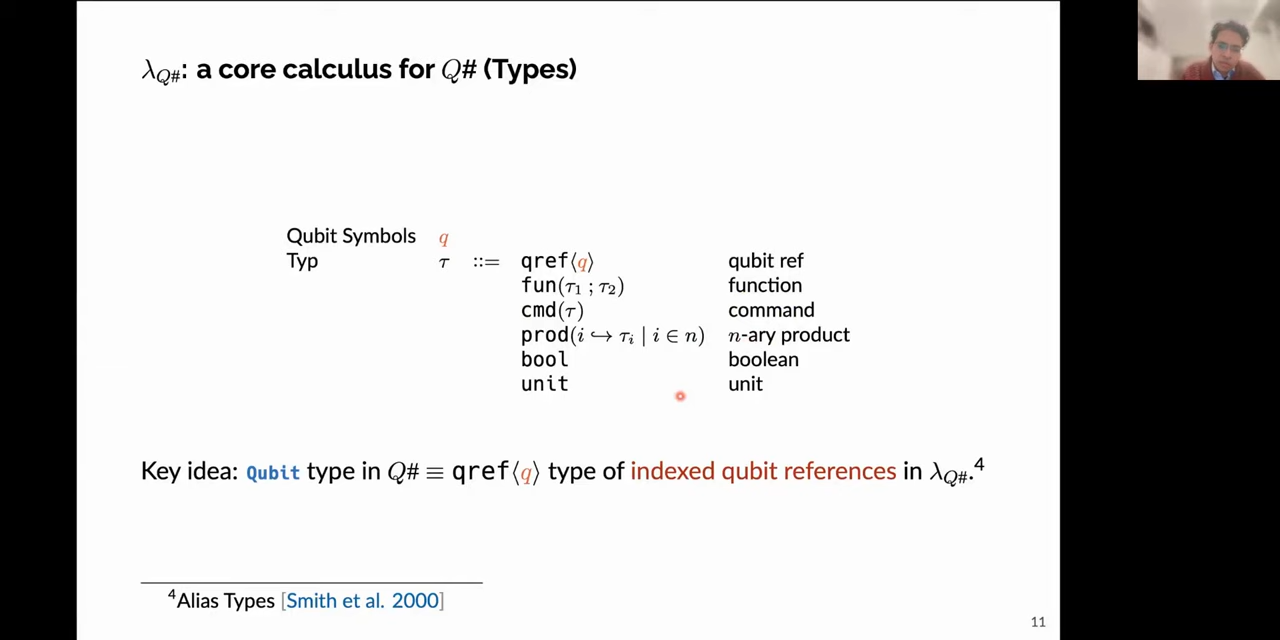 λQ#: a core calculus for Q# (Types)
Qubit Symbols q
Typ τ ::= qref⟨q⟩ qubit ref
fun(τ1 ; τ2) function
cmd(τ) command
prod(i ↪ τi | i ∈ n) n-ary product
bool boolean
unit unit
Key idea: Qubit type in Q# ≡ qref⟨q⟩ type of indexed qubit references in λQ#.4
4Alias Types [Smith et al. 2000]
11